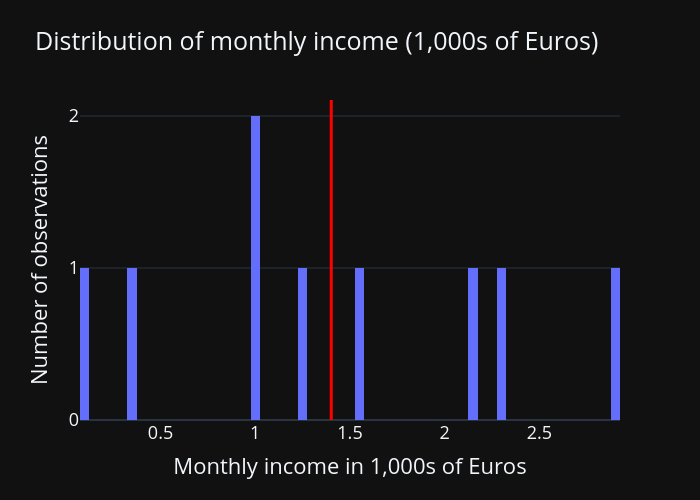 Distribution of monthly income (1,000s of Euros)
Number of observations
2
1
0
0.5 1 1.5 2 2.5
Monthly income in 1,000s of Euros